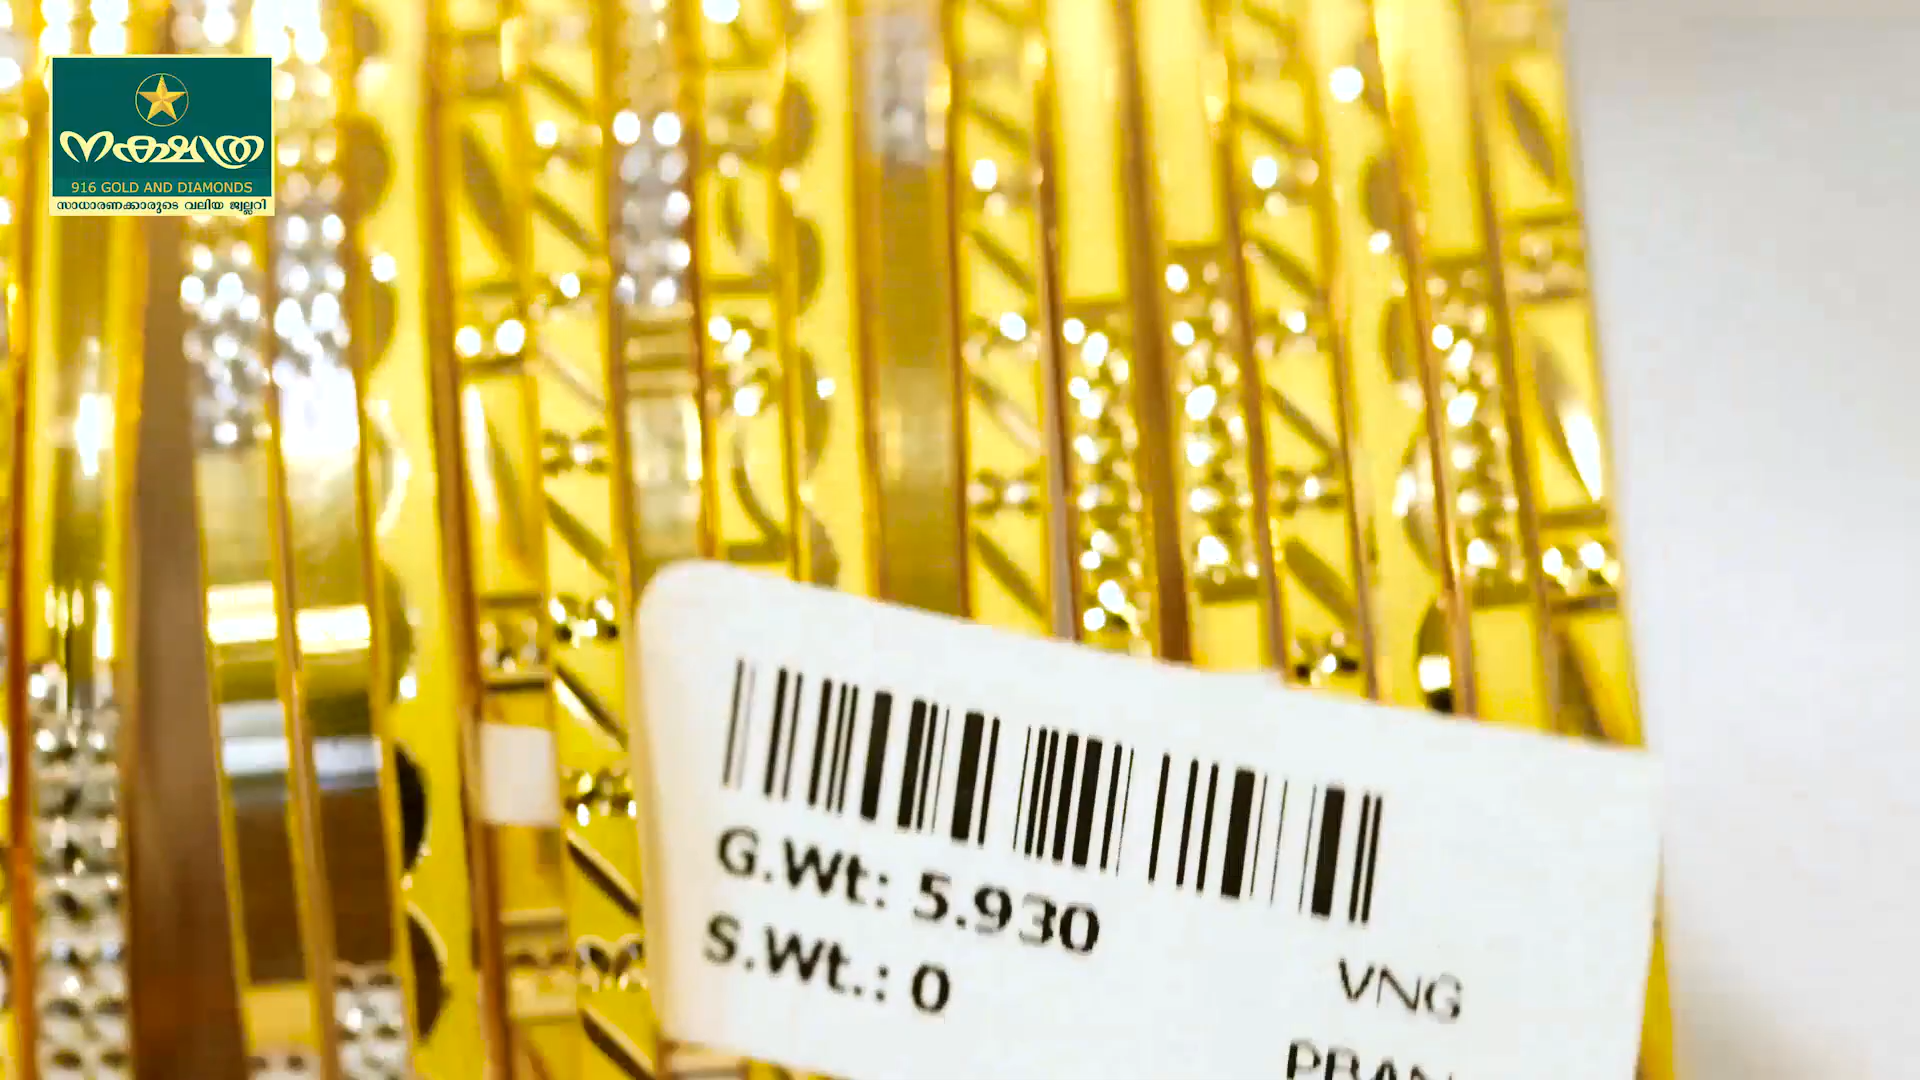 നക്ഷത്ര
916 GOLD AND DIAMONDS
സാധാരണക്കാരുടെ വലിയ ജ്വല്ലറി
G.Wt: 5.930
S.Wt.: 0
VNG